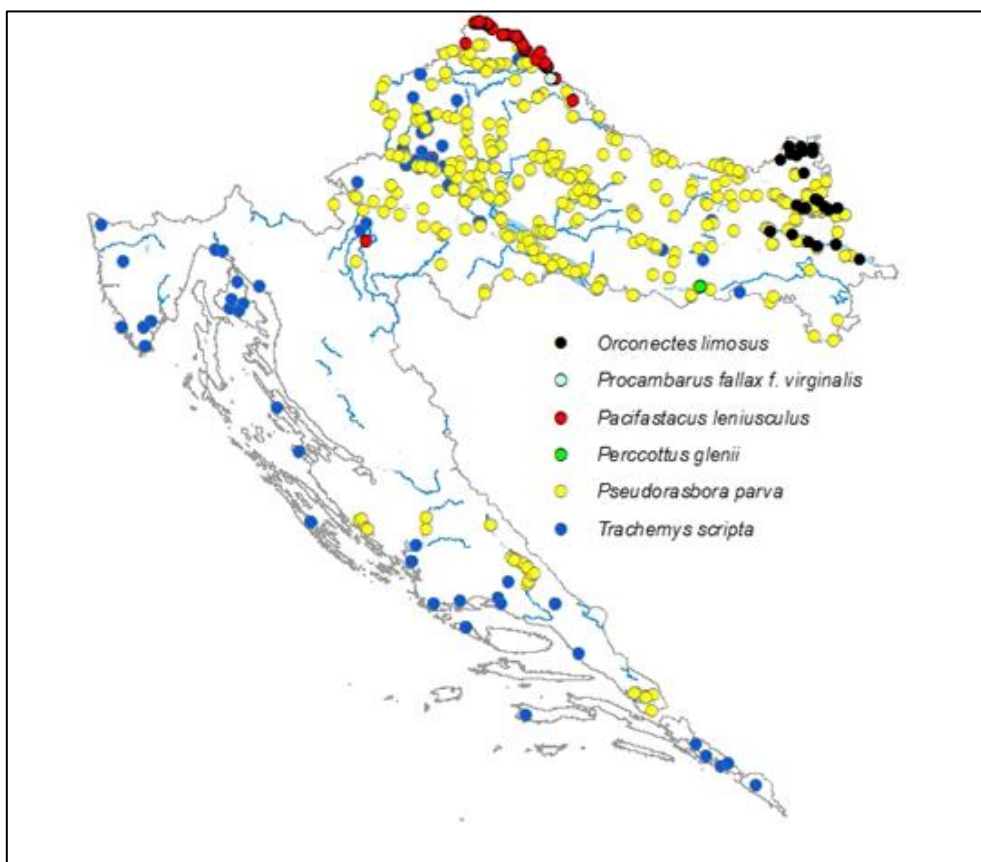 Orconectes limosus
Procambarus fallax f. virginalis
Pacifastacus leniusculus
Perccottus glenii
Pseudorasbora parva
Trachemys scripta